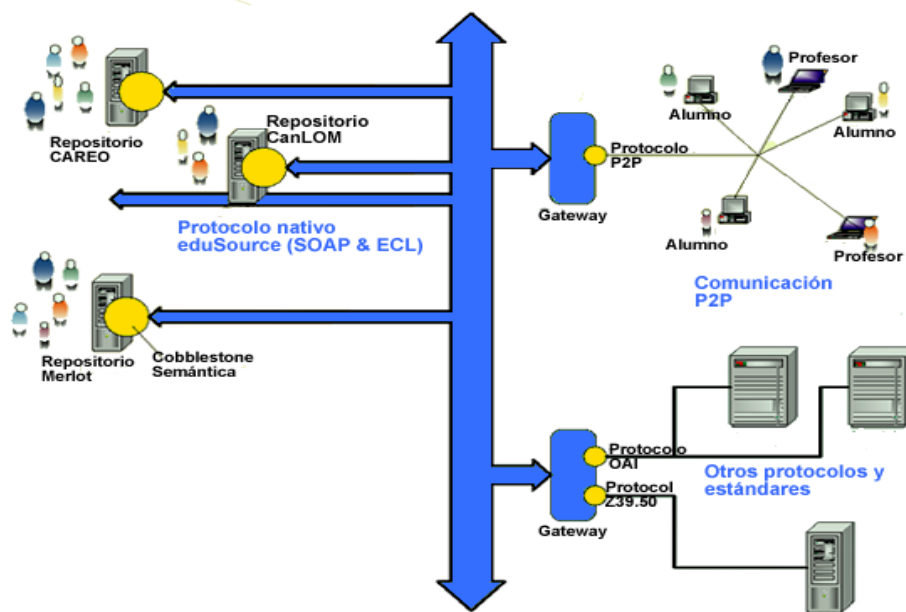 Repositorio
CAREO
Repositorio
CanLOM
Protocolo nativo
eduSource (SOAP & ECL)
Repositorio
Merlot
Cobblestone
Semántica
Protocolo
P2P
Gateway
Alumno
Profesor
Alumno
Alumno
Profesor
Comunicación
P2P
Protocolo
OAI
Protocol
Z39.50
Gateway
Otros protocolos y
estándares